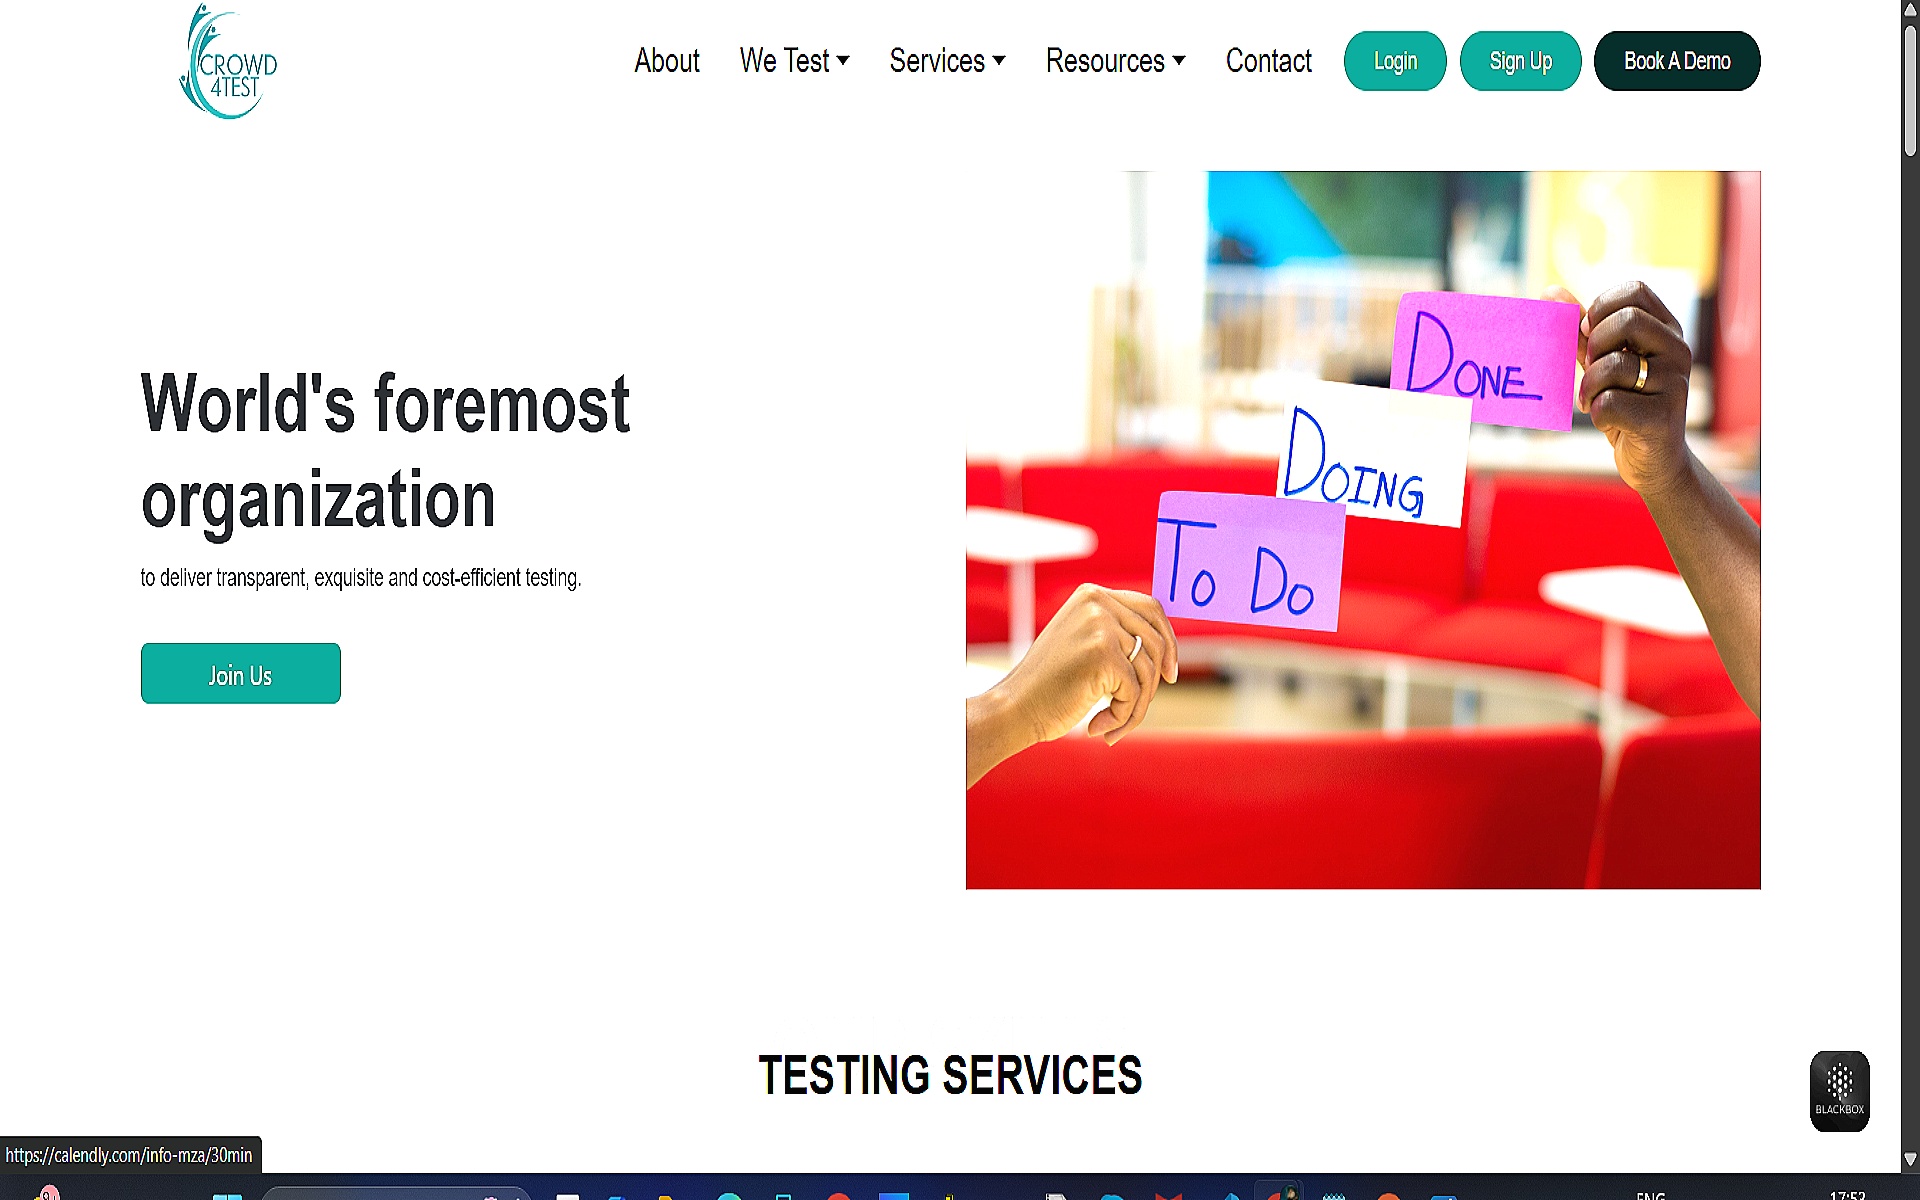 CROWD
4TEST
About We Test Services Resources Contact Login Sign Up Book A Demo
World's foremost
organization
to deliver transparent, exquisite and cost-efficient testing.
Join Us
DONE
DOING
TO DO
TESTING SERVICES
BLACKBOX
https://calendly.com/info-mza/30min
ENG 17:53